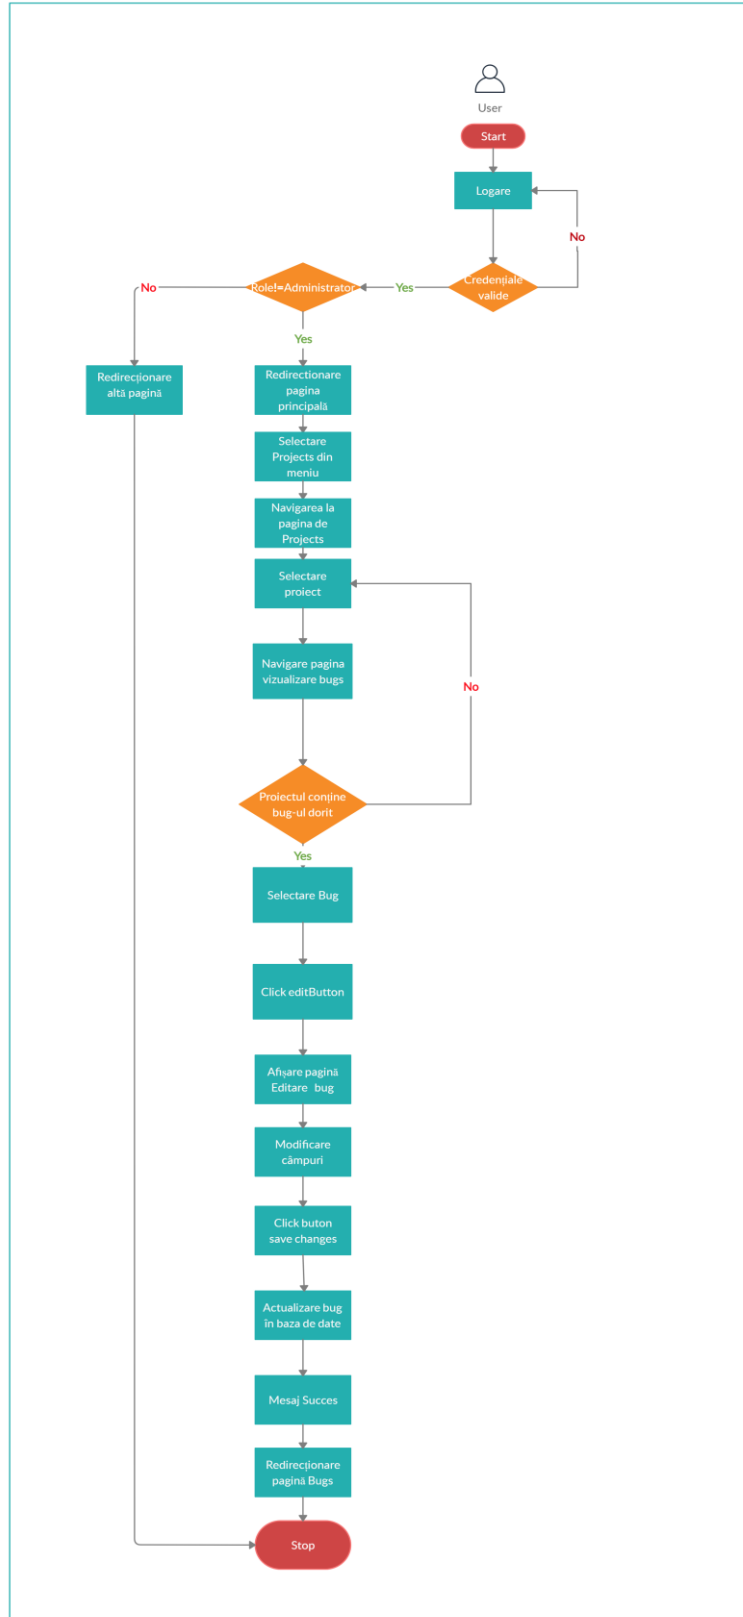 User
Start
Logare
No
Credențiale
valide
Yes
Role!=Administrator
No
Yes
Redirecționare
altă pagină
Redirectionare
pagina
principală
Selectare
Projects din
meniu
Navigarea la
pagina de
Projects
Selectare
proiect
Navigare pagina
vizualizare bugs
No
Proiectul conține
bug-ul dorit
Yes
Selectare Bug
Click editButton
Afișare pagină
Editare bug
Modificare
câmpuri
Click buton
save changes
Actualizare bug
în baza de date
Mesaj Succes
Redirecționare
pagină Bugs
Stop